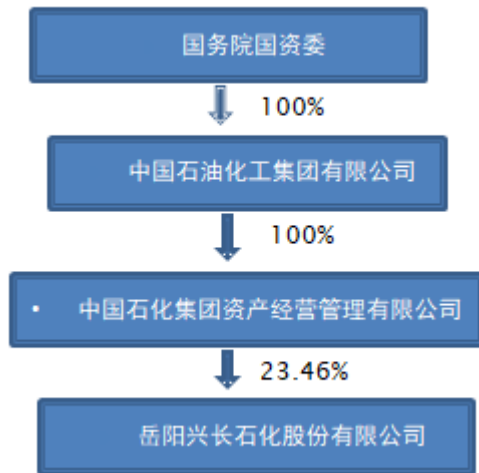 国务院国资委
100%
中国石油化工集团有限公司
100%
• 中国石化集团资产经营管理有限公司
23.46%
岳阳兴长石化股份有限公司